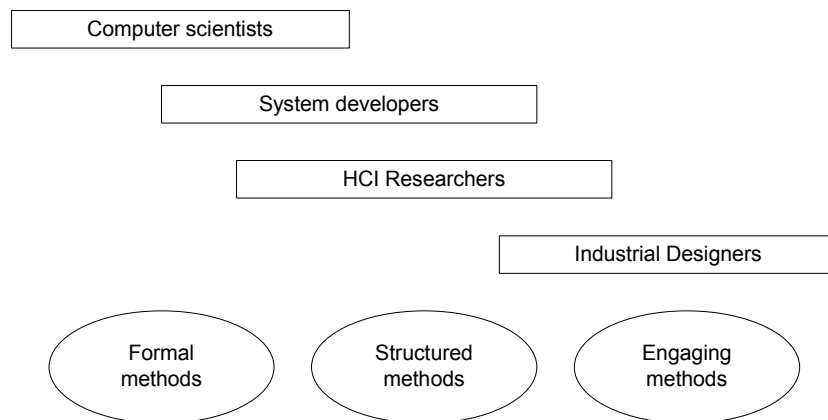 Computer scientists
System developers
HCI Researchers
Industrial Designers
Formal
methods
Structured
methods
Engaging
methods